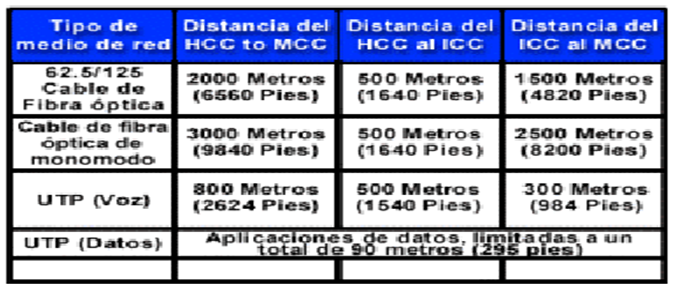 Tipo de
medio de red
Distancia del
HCC to MCC
Distancia del
HCC al ICC
Distancia del
ICC al MCC
62.5/125
Cable de
Fibra óptica
2000 Metros
(6560 Pies)
500 Metros
(1640 Pies)
1500 Metros
(4820 Pies)
Cable de fibra
óptica de
monomodo
3000 Metros
(9840 Pies)
500 Metros
(1640 Pies)
2500 Metros
(8200 Pies)
UTP (Voz)
800 Metros
(2624 Pies)
500 Metros
(1540 Pies)
300 Metros
(984 Pies)
UTP (Datos)
Aplicaciones de datos, limitadas a un
total de 90 metros (295 pies)